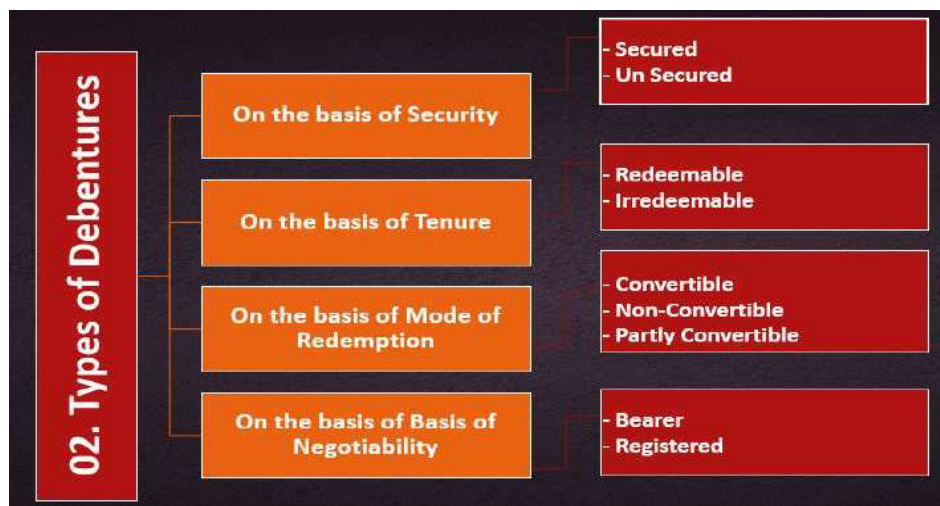 02. Types of Debentures
On the basis of Security
- Secured
- Un Secured
On the basis of Tenure
- Redeemable
- Irredeemable
On the basis of Mode of
Redemption
- Convertible
- Non-Convertible
- Partly Convertible
On the basis of Basis of
Negotiability
- Bearer
- Registered